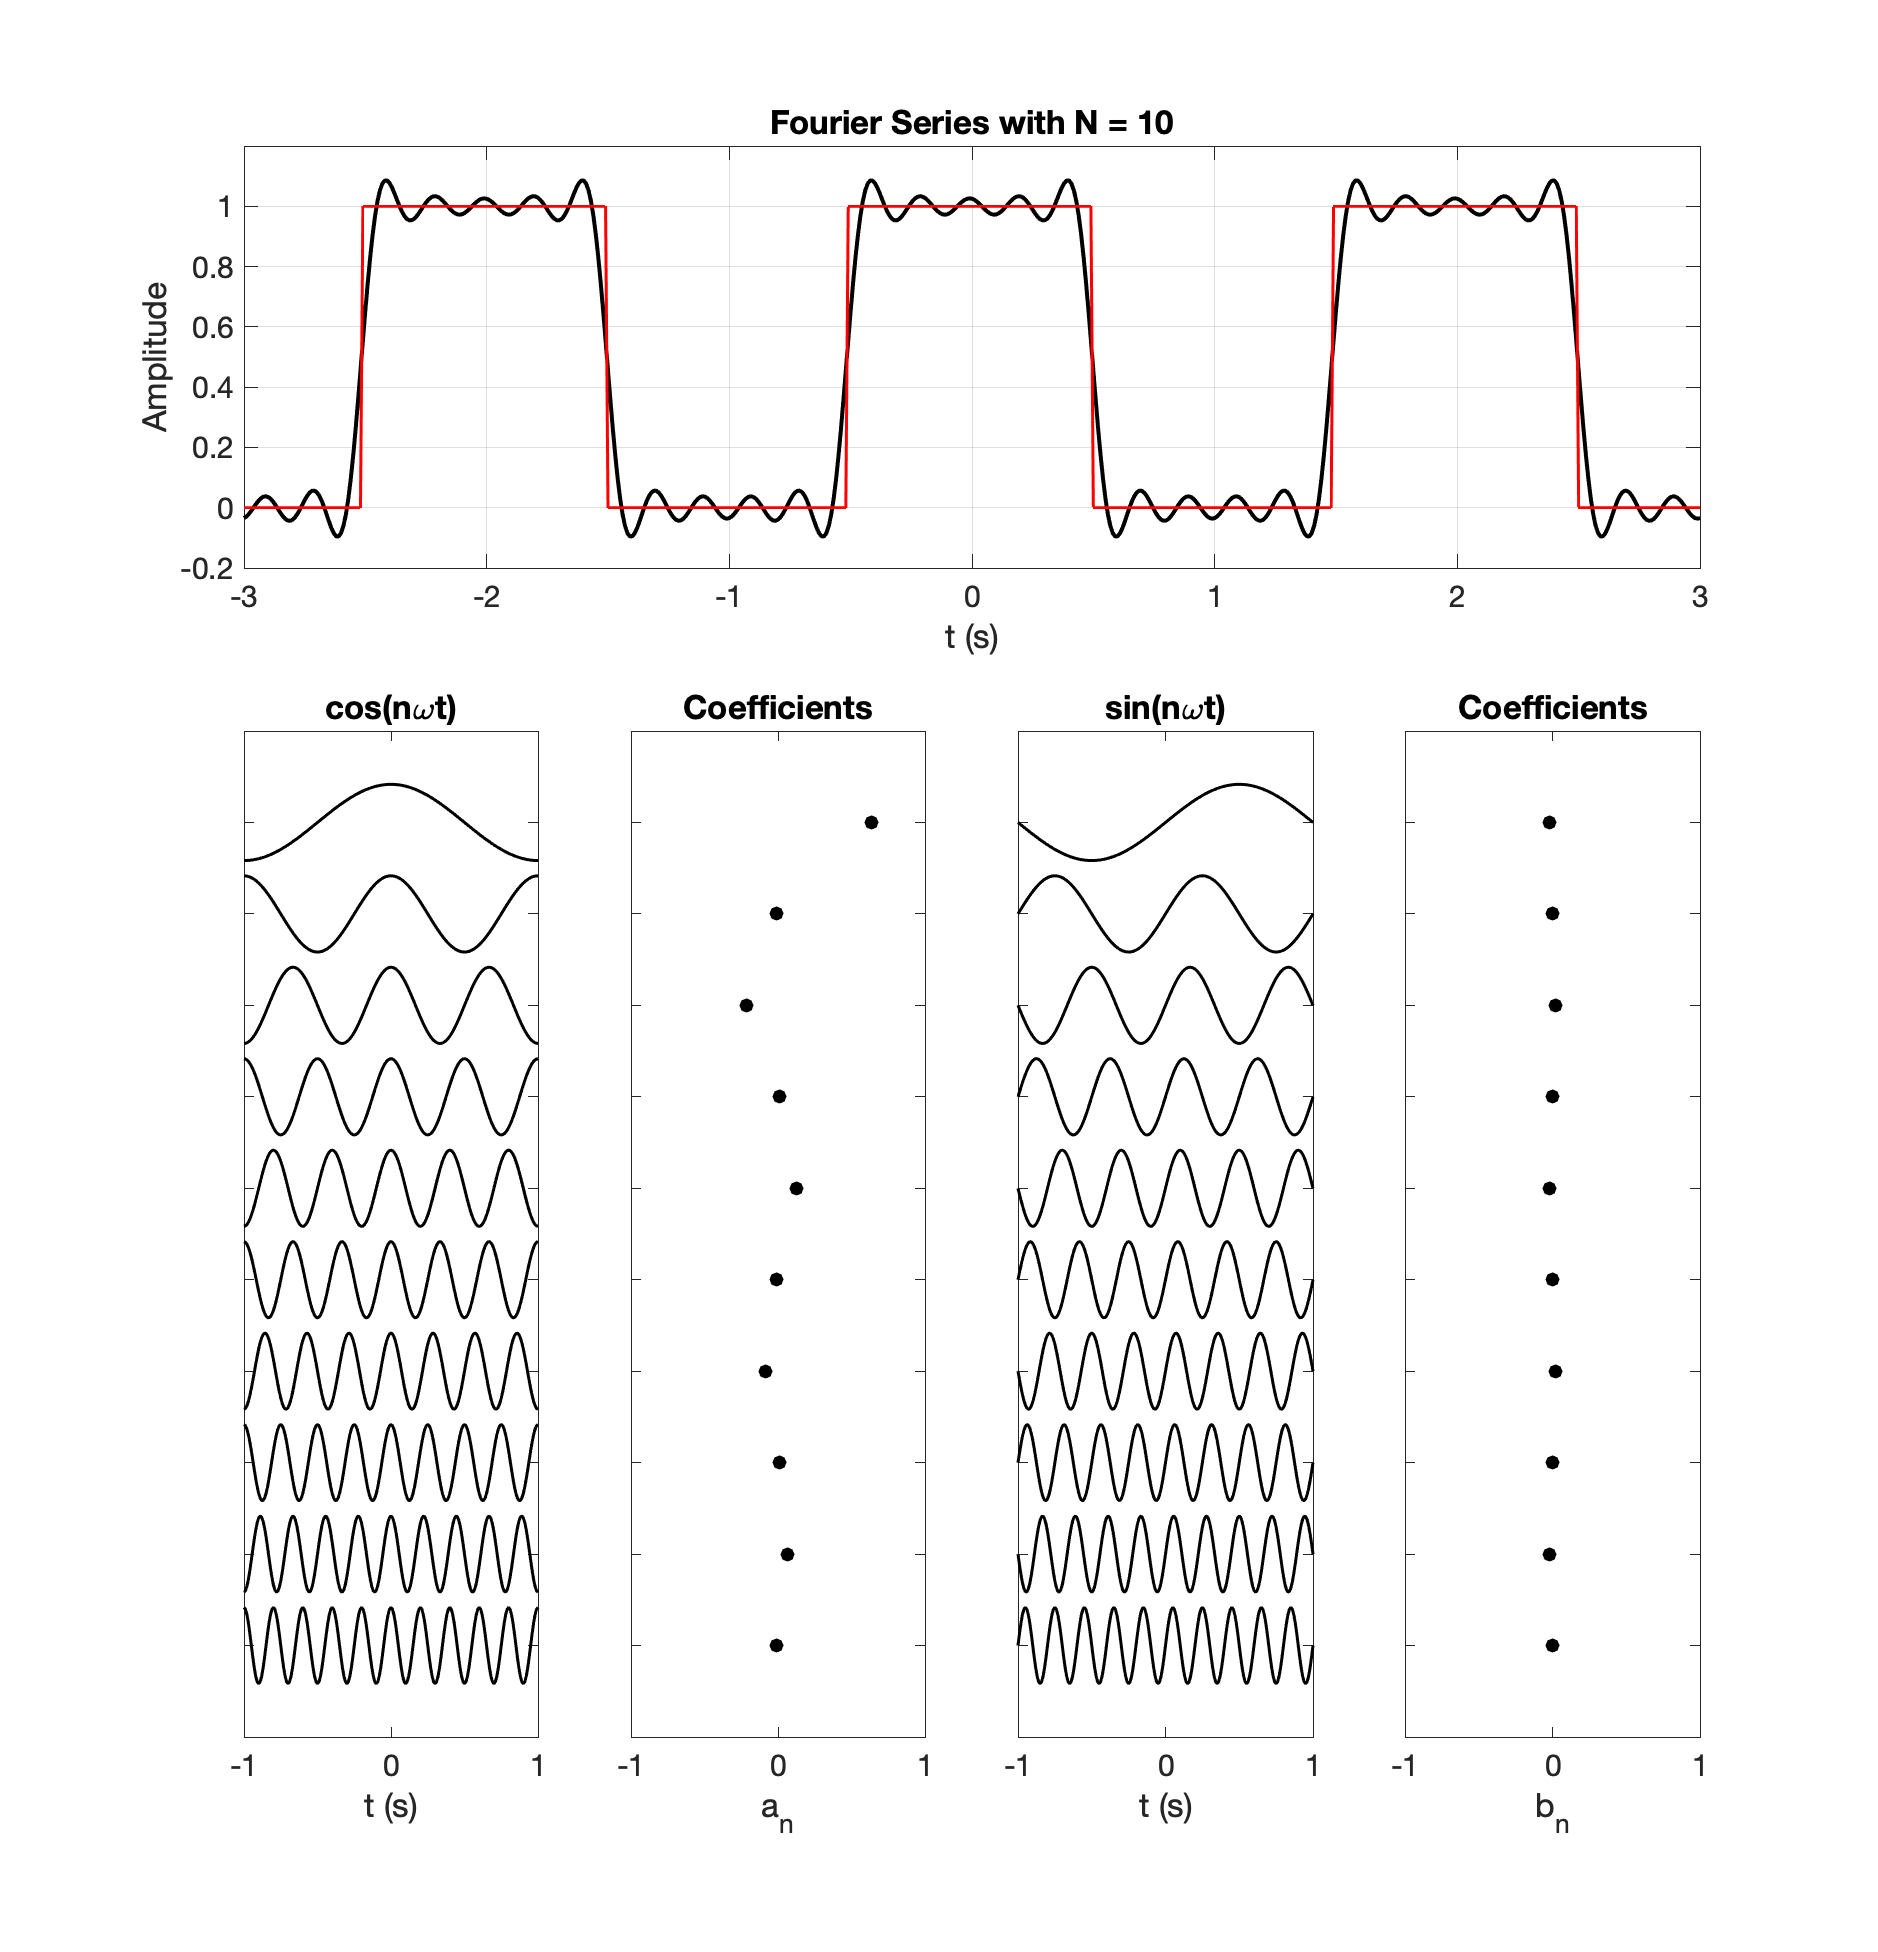 Fourier Series with N = 10
Amplitude
1
0.8
0.6
0.4
0.2
0
-0.2
-3 -2 -1 0 1 2 3
t (s)
cos(nωt) Coefficients sin(nωt) Coefficients
-1 0 1 -1 0 1 -1 0 1 -1 0 1
t (s) a_n t (s) b_n